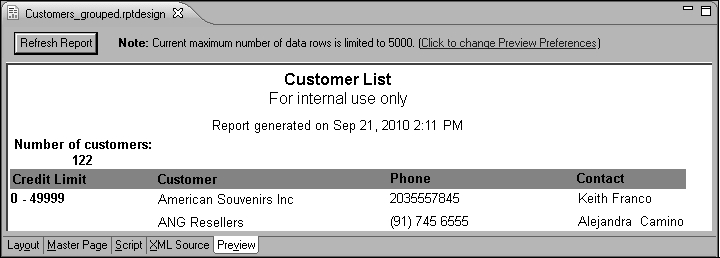 Customers_grouped.rptdesign
Refresh Report Note: Current maximum number of data rows is limited to 5000. (Click to change Preview Preferences)
Customer List
For internal use only
Report generated on Sep 21, 2010 2:11 PM
Number of customers:
122
Credit Limit Customer Phone Contact
0 - 49999 American Souvenirs Inc 2035557845 Keith Franco
ANG Resellers (91) 745 6555 Alejandra Camino
Layout Master Page Script XML Source Preview